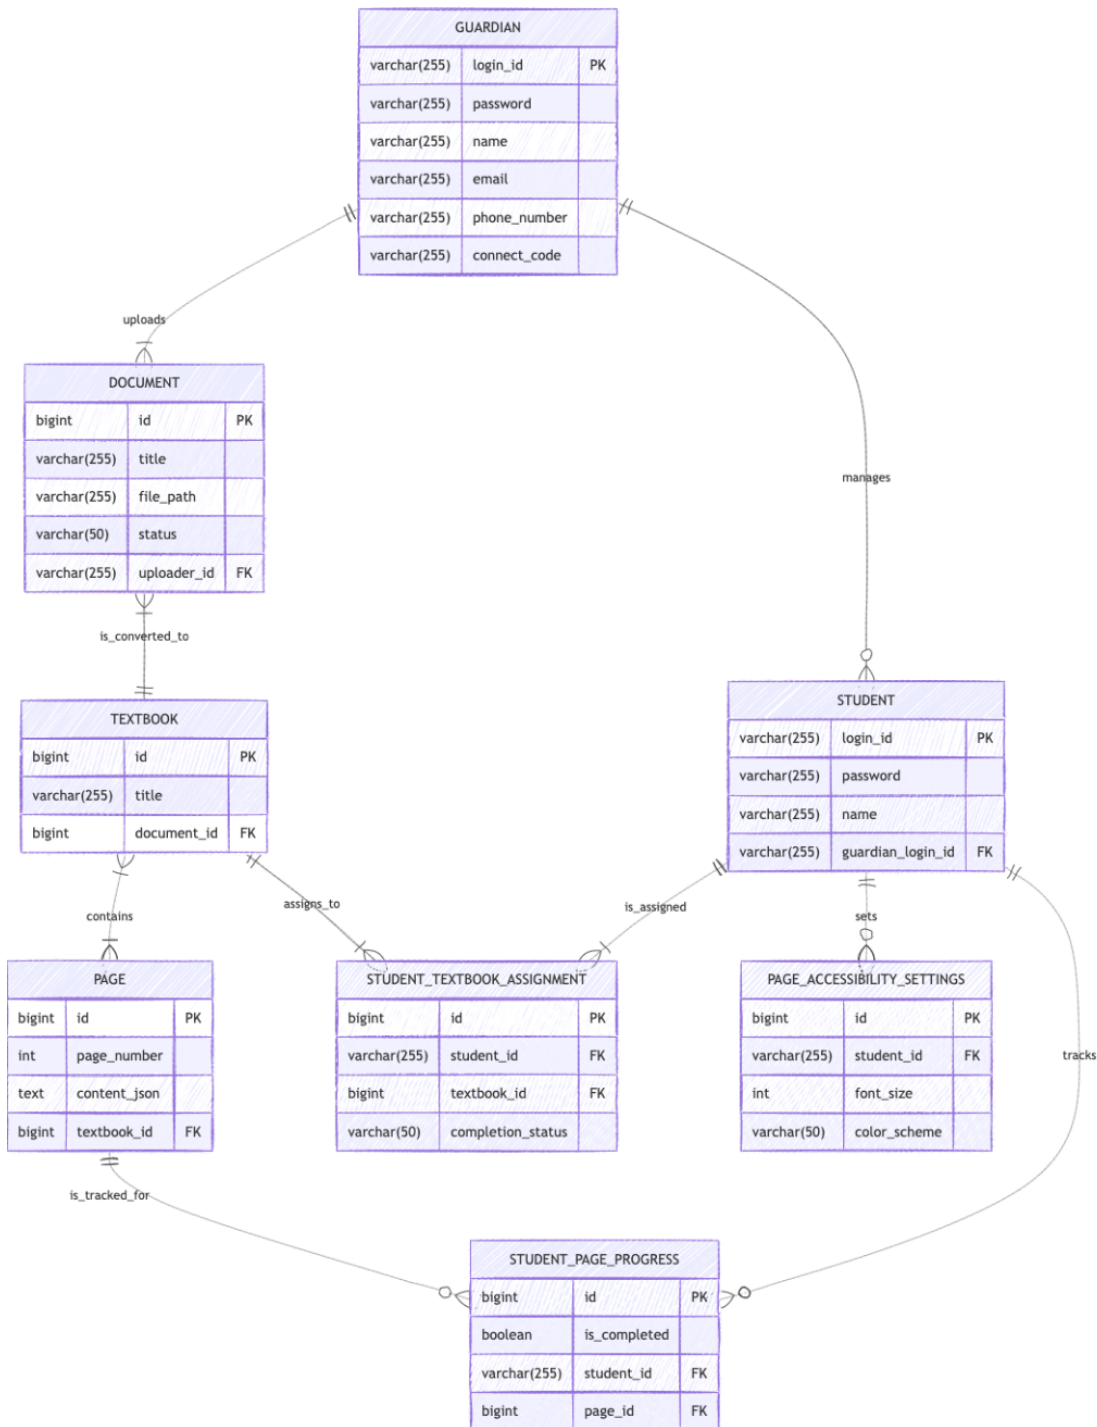 GUARDIAN
varchar(255) login_id PK
varchar(255) password
varchar(255) name
varchar(255) email
varchar(255) phone_number
varchar(255) connect_code
uploads
manages
DOCUMENT
bigint id PK
varchar(255) title
varchar(255) file_path
varchar(50) status
varchar(255) uploader_id FK
is_converted_to
TEXTBOOK
bigint id PK
varchar(255) title
bigint document_id FK
STUDENT
varchar(255) login_id PK
varchar(255) password
varchar(255) name
varchar(255) guardian_login_id FK
contains
assigns_to
is_assigned
sets
tracks
PAGE
bigint id PK
int page_number
text content_json
bigint textbook_id FK
STUDENT_TEXTBOOK_ASSIGNMENT
bigint id PK
varchar(255) student_id FK
bigint textbook_id FK
varchar(50) completion_status
PAGE_ACCESSIBILITY_SETTINGS
bigint id PK
varchar(255) student_id FK
int font_size
varchar(50) color_scheme
is_tracked_for
STUDENT_PAGE_PROGRESS
bigint id PK
boolean is_completed
varchar(255) student_id FK
bigint page_id FK